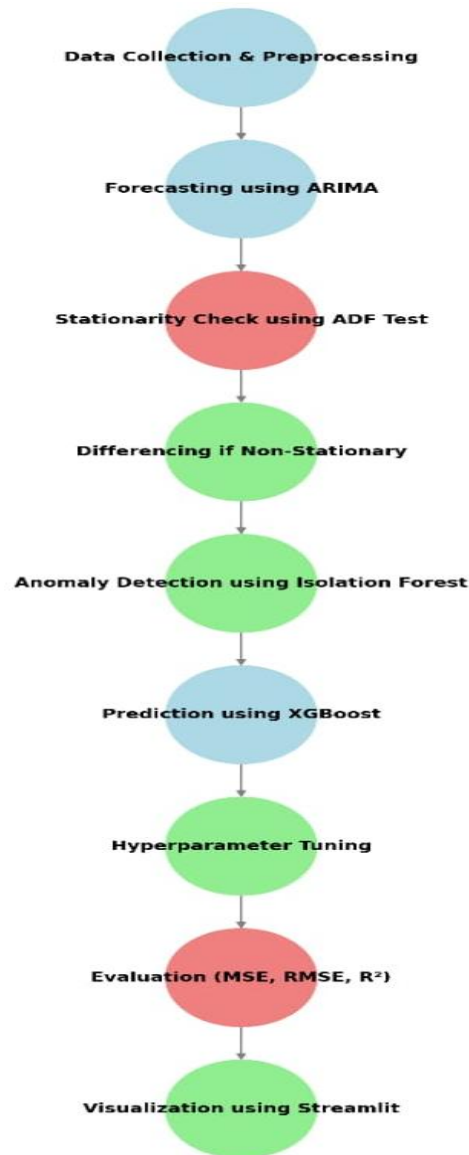 Data Collection & Preprocessing
Forecasting using ARIMA
Stationarity Check using ADF Test
Differencing if Non-Stationary
Anomaly Detection using Isolation Forest
Prediction using XGBoost
Hyperparameter Tuning
Evaluation (MSE, RMSE, R²)
Visualization using Streamlit